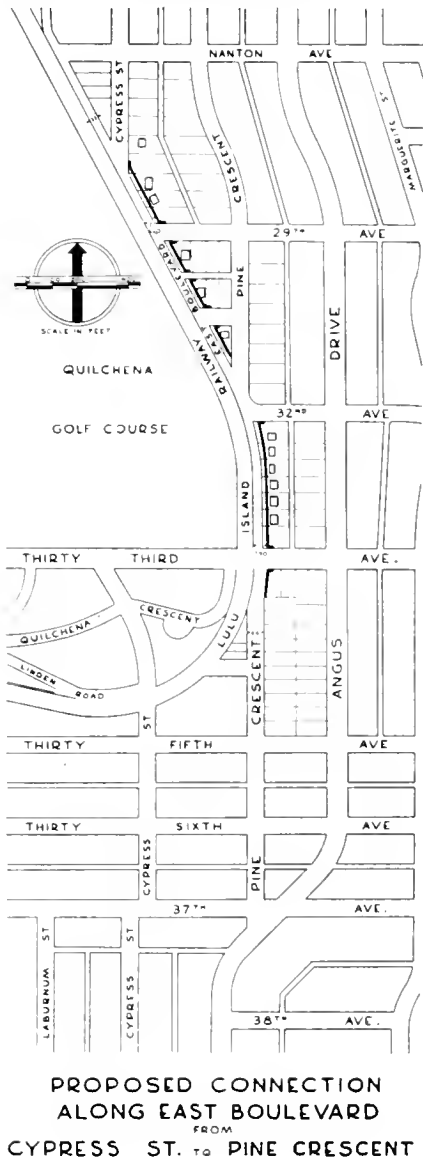 NANTON AVE
CYPRESS ST
CRESCENT
MARGUERITE ST
29TH AVE
EAST BOULEVARD
PINE
DRIVE
RAILWAY
SCALE IN FEET
QUILCHENA
GOLF COURSE
32ND AVE
ISLAND
THIRTY THIRD AVE.
QUILCHENA CRESCENT
LULU
LINDEN ROAD
CRESCENT
ANGUS
ST
THIRTY FIFTH AVE
THIRTY SIXTH AVE
CYPRESS
PINE
37TH AVE.
LABURNUM ST
CYPRESS ST
38TH AVE.
PROPOSED CONNECTION
ALONG EAST BOULEVARD
FROM
CYPRESS ST. TO PINE CRESCENT